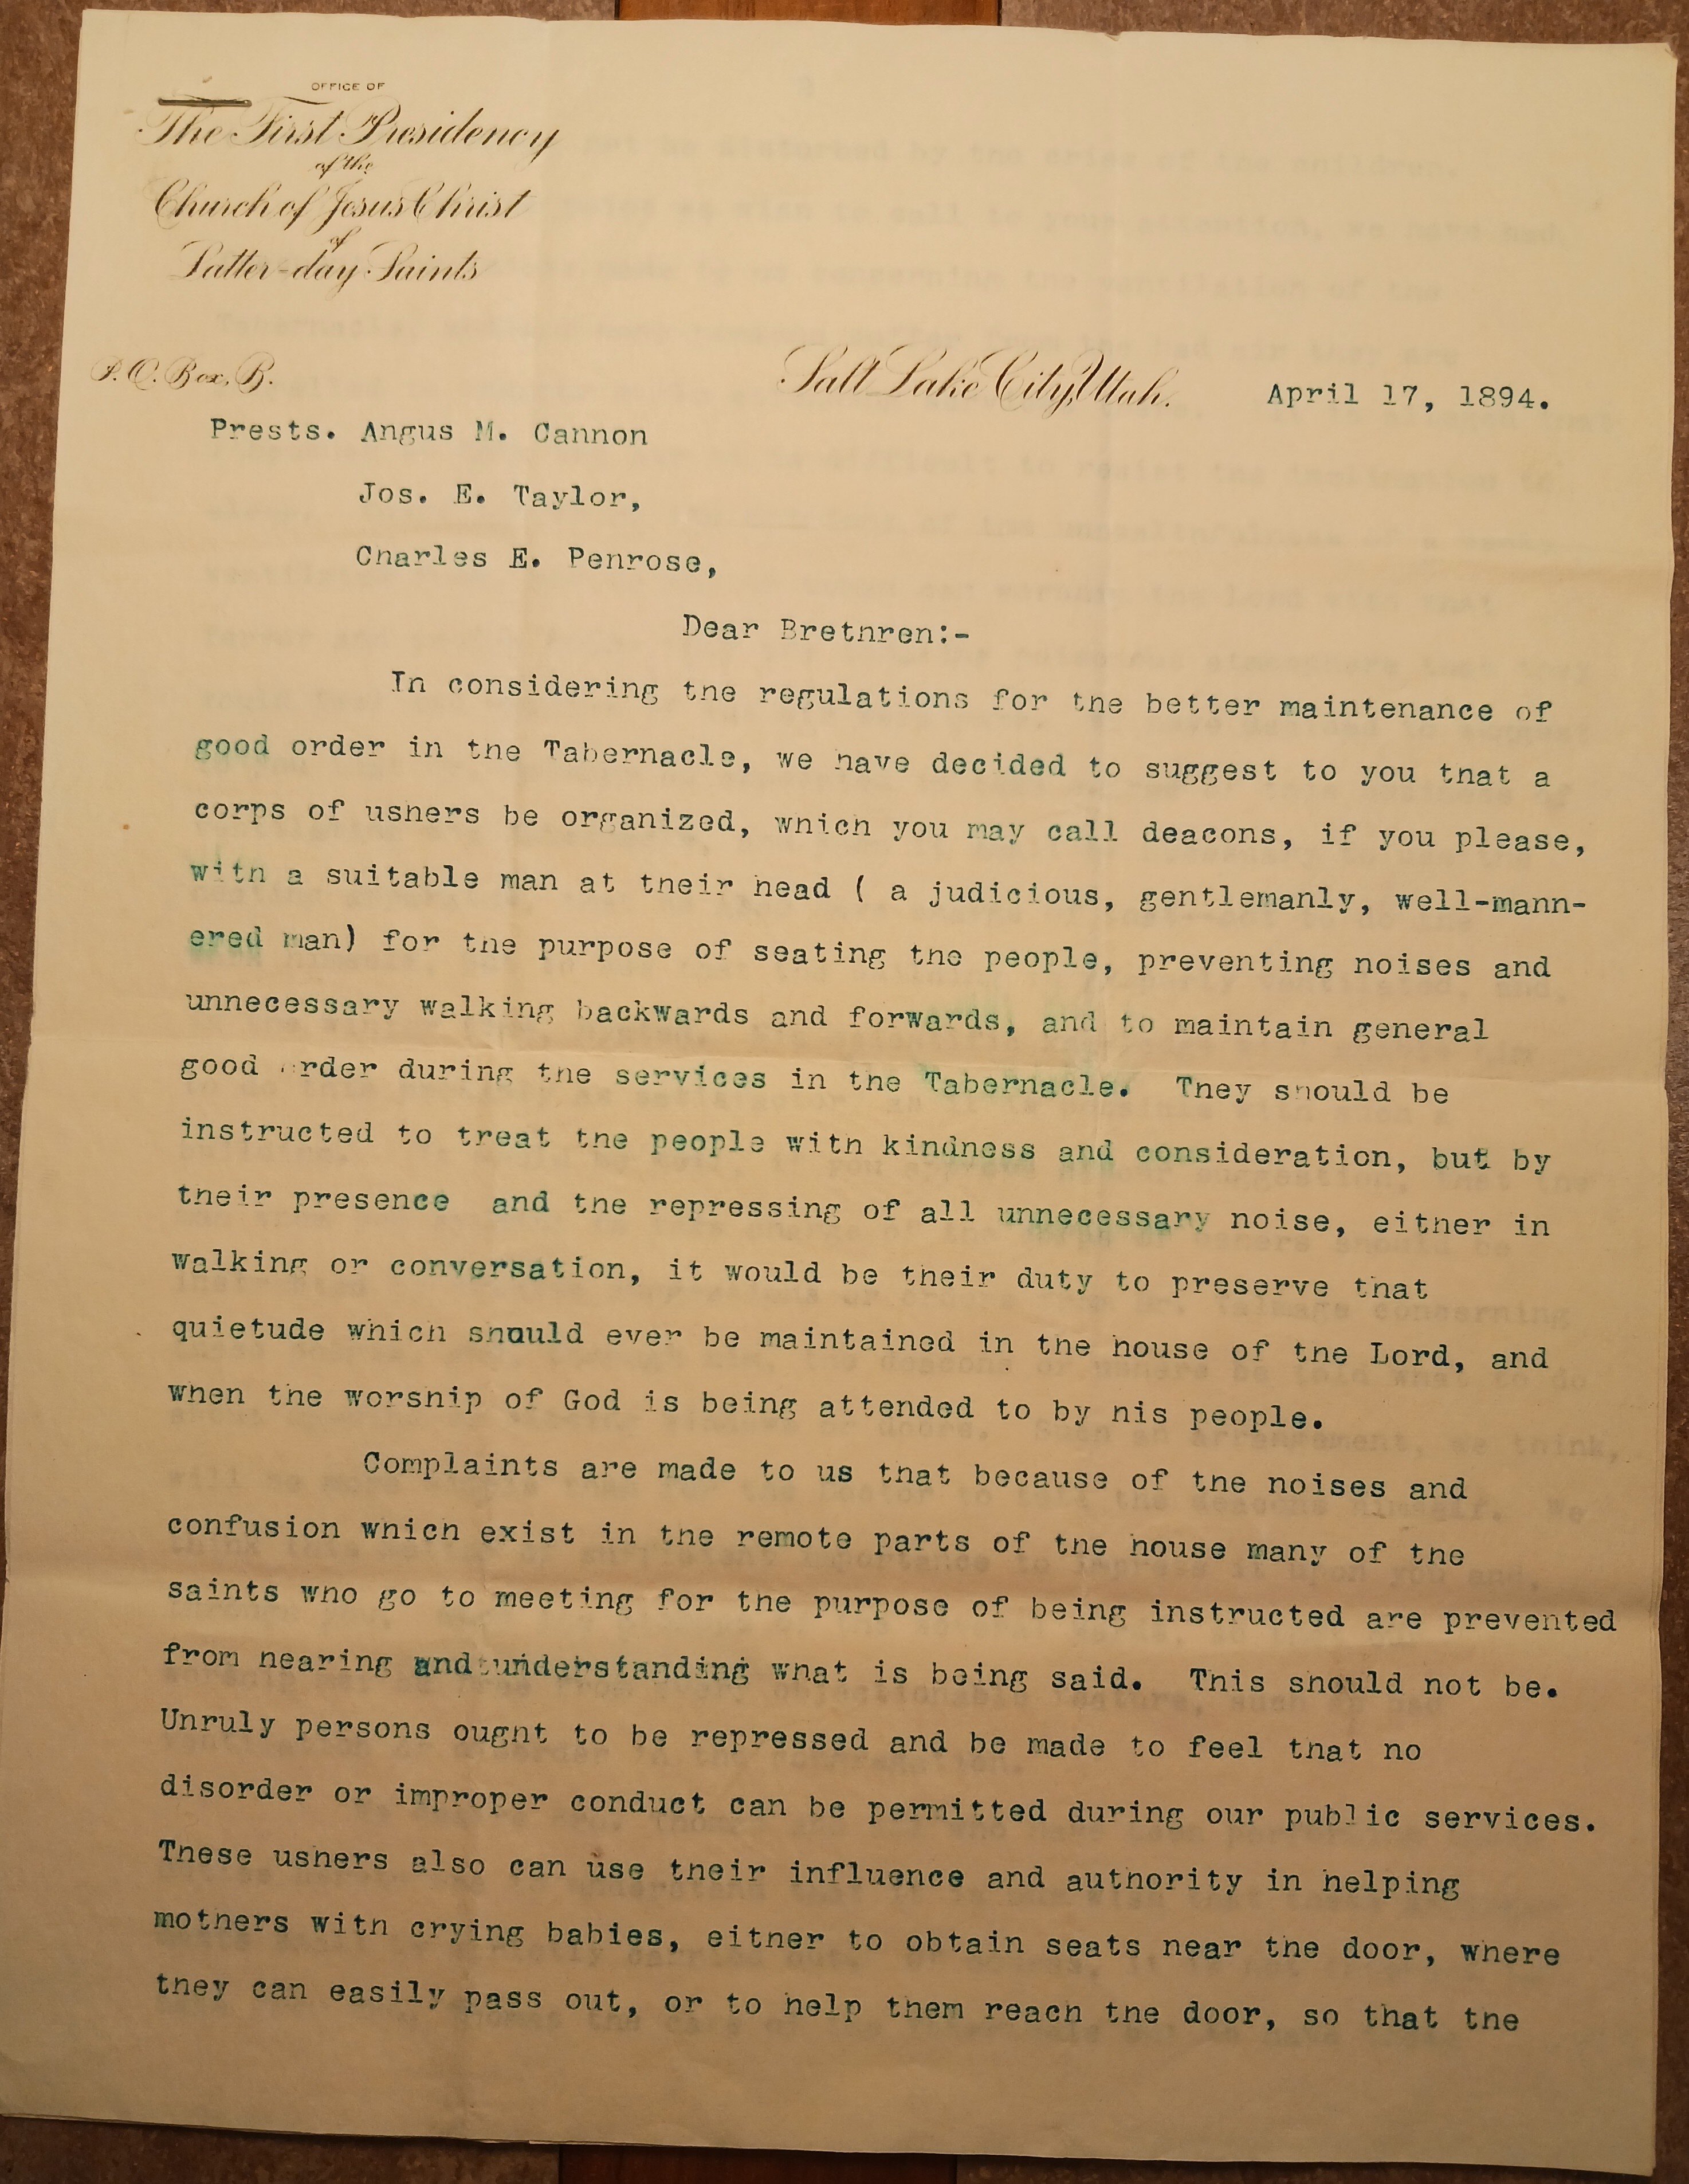 OFFICE OF
The First Presidency
of the
Church of Jesus Christ
of
Latter-day Saints
P. O. Box, B.
Salt Lake City, Utah. April 17, 1894.
Prests. Angus M. Cannon
Jos. E. Taylor,
Charles E. Penrose,
Dear Brethren:-
In considering the regulations for the better maintenance of
good order in the Tabernacle, we have decided to suggest to you that a
corps of ushers be organized, which you may call deacons, if you please,
with a suitable man at their head ( a judicious, gentlemanly, well-mann-
ered man) for the purpose of seating the people, preventing noises and
unnecessary walking backwards and forwards, and to maintain general
good order during the services in the Tabernacle. They should be
instructed to treat the people with kindness and consideration, but by
their presence and the repressing of all unnecessary noise, either in
walking or conversation, it would be their duty to preserve that
quietude which should ever be maintained in the house of the Lord, and
when the worship of God is being attended to by his people.
Complaints are made to us that because of the noises and
confusion which exist in the remote parts of the house many of the
saints who go to meeting for the purpose of being instructed are prevented
from hearing and understanding what is being said. This should not be.
Unruly persons ought to be repressed and be made to feel that no
disorder or improper conduct can be permitted during our public services.
These ushers also can use their influence and authority in helping
mothers with crying babies, either to obtain seats near the door, where
they can easily pass out, or to help them reach the door, so that the